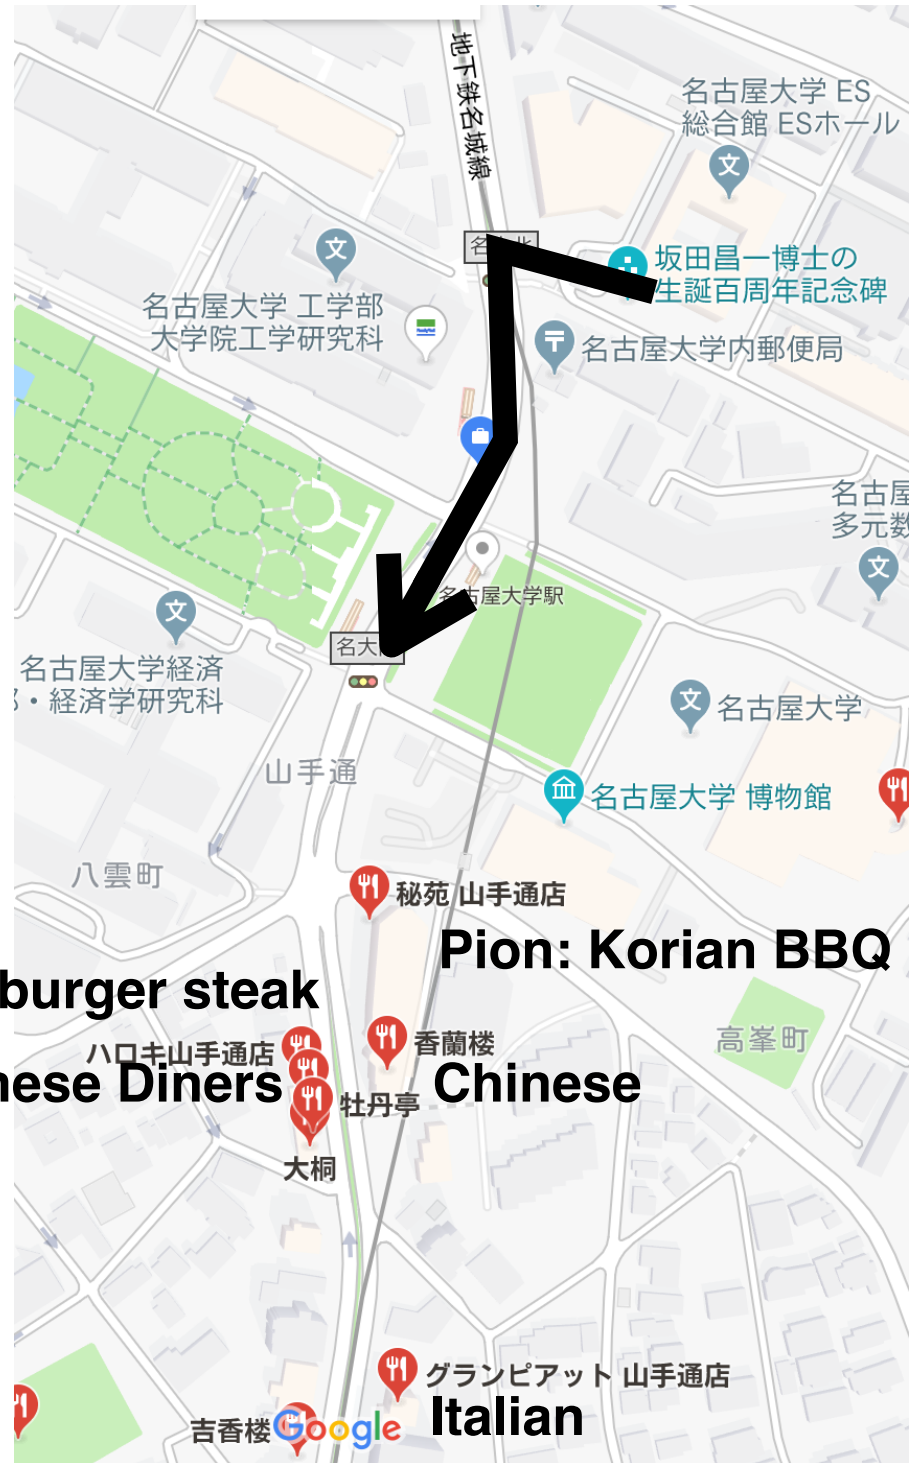 地下鉄名城線
名古屋大学 ES
総合館 ESホール
坂田昌一博士の
生誕百周年記念碑
名古屋大学 工学部
大学院工学研究科
名古屋大学内郵便局
名古屋
多元数
名古屋大学駅
名大
名古屋大学経済
・経済学研究科
名古屋大学
山手通
名古屋大学 博物館
八雲町
秘苑 山手通店
Pion: Korian BBQ
burger steak
ハロキ山手通店
香蘭楼
高峯町
nese Diners
Chinese
牡丹亭
大桐
グランピアット 山手通店
Italian
吉香楼
Google